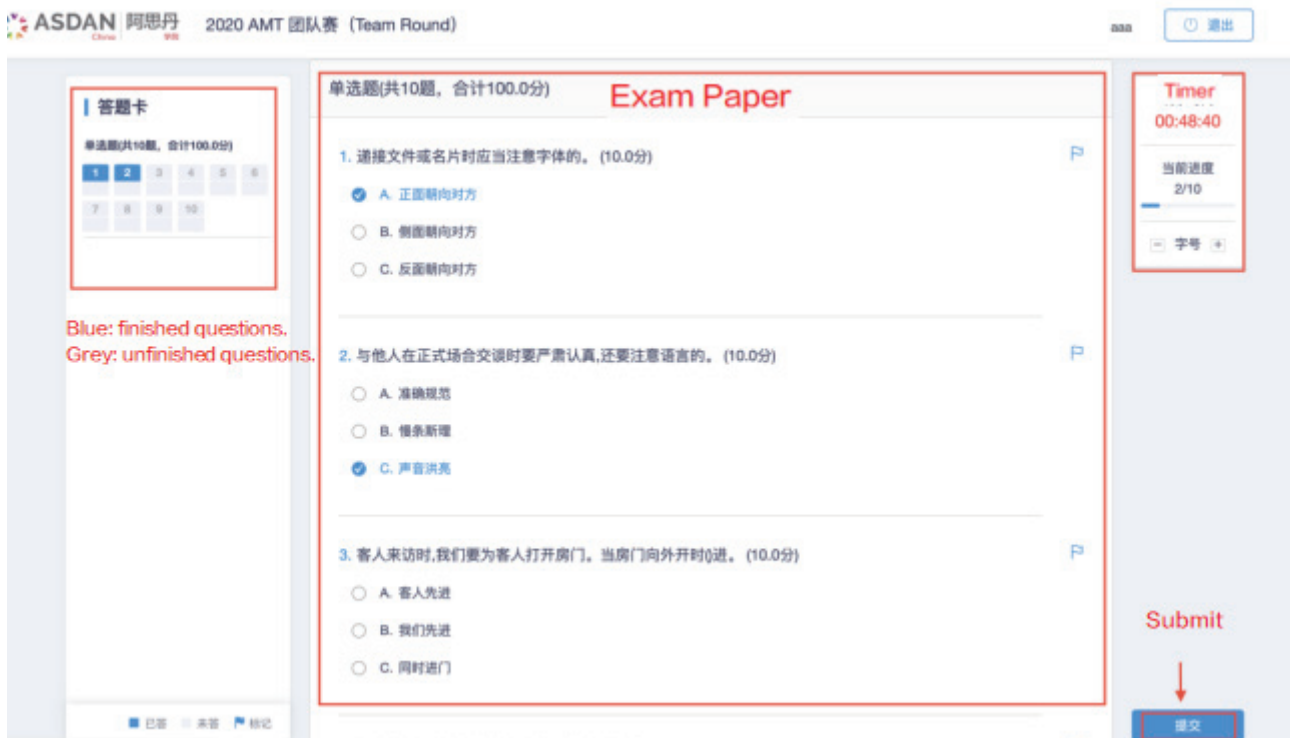 ASDAN 阿思丹 2020 AMT 团队赛（Team Round） aaa 退出
China 学院
答题卡
单选题(共10题，合计100.0分)
1 2 3 4 5 6
7 8 9 10
Blue: finished questions.
Grey: unfinished questions.
已答 未答 标记
单选题(共10题，合计100.0分) Exam Paper
1. 递接文件或名片时应当注意字体的。 (10.0分)
A. 正面朝向对方
B. 侧面朝向对方
C. 反面朝向对方
2. 与他人在正式场合交谈时要严肃认真,还要注意语言的。 (10.0分)
A. 准确规范
B. 慢条斯理
C. 声音洪亮
3. 客人来访时,我们要为客人打开房门。当房门向外开时()进。 (10.0分)
A. 客人先进
B. 我们先进
C. 同时进门
Timer
00:48:40
当前进度
2/10
字号
Submit
提交